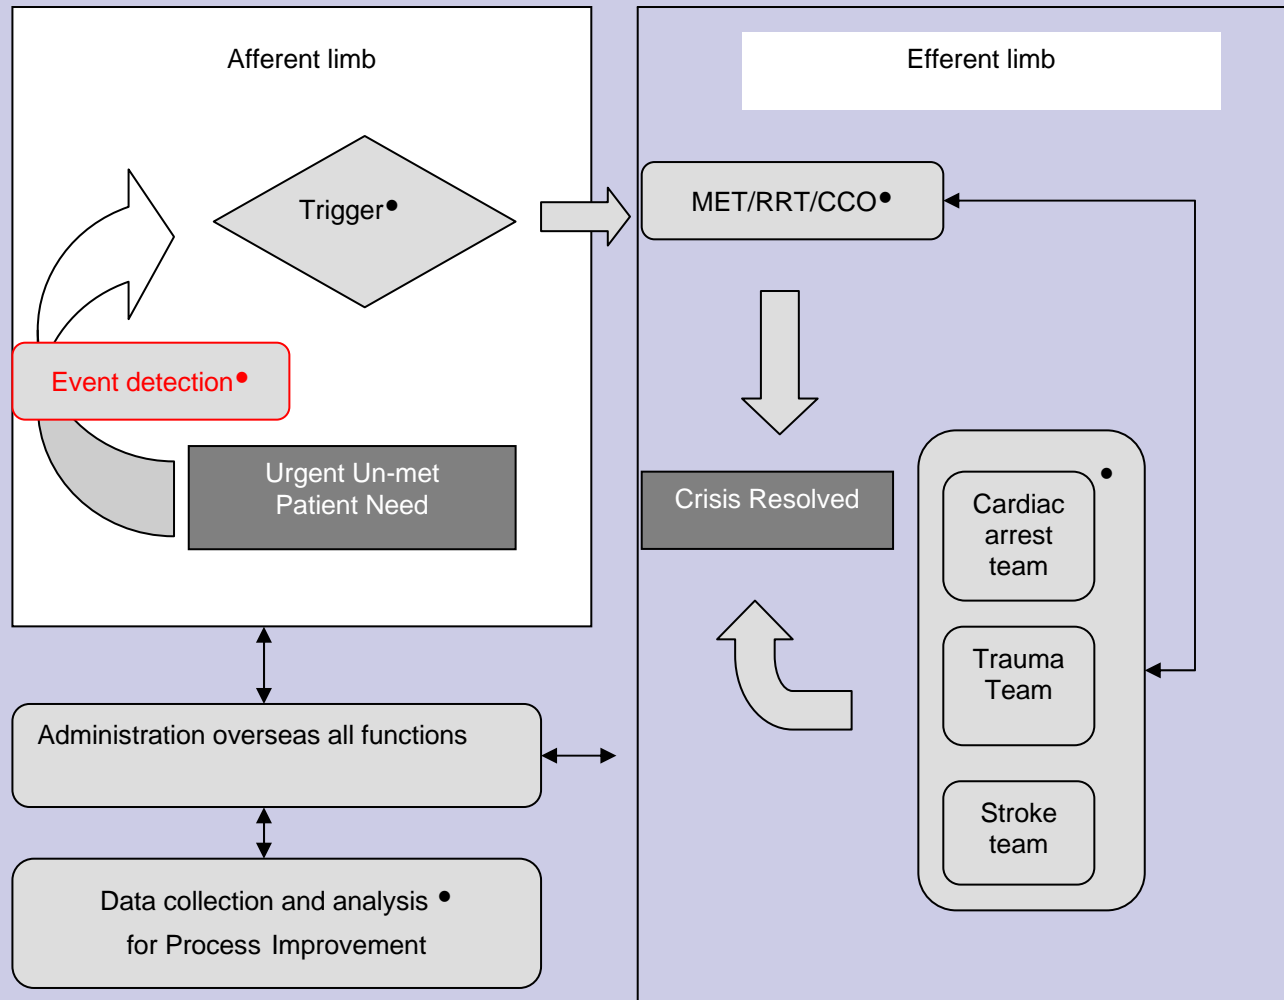 Afferent limb
Trigger•
Event detection•
Urgent Un-met
Patient Need
Efferent limb
MET/RRT/CCO•
Crisis Resolved
•
Cardiac
arrest
team
Trauma
Team
Stroke
team
Administration overseas all functions
Data collection and analysis •
for Process Improvement